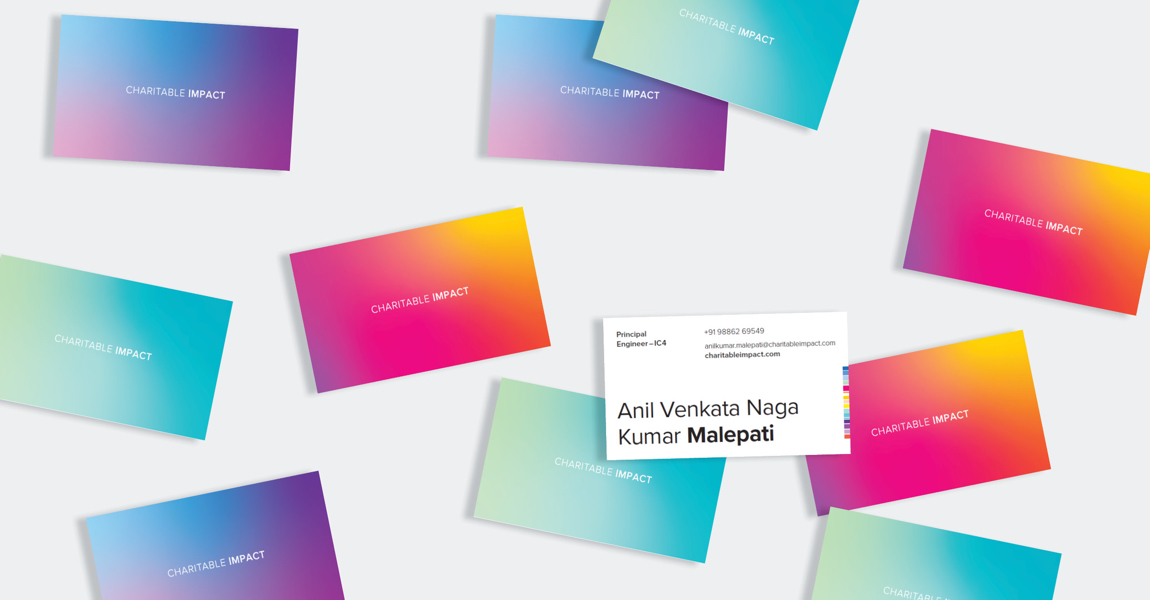 CHARITABLE IMPACT
CHARITABLE IMPACT
CHARITABLE IMPACT
CHARITABLE IMPACT
CHARITABLE IMPACT
CHARITABLE IMPACT
Principal
Engineer–IC4
+91 98862 69549
anilkumar.malepati@charitableimpact.com
charitableimpact.com
Anil Venkata Naga
Kumar Malepati
CHARITABLE IMPACT
CHARITABLE IMPACT
CHARITABLE IMPACT
CHARITABLE